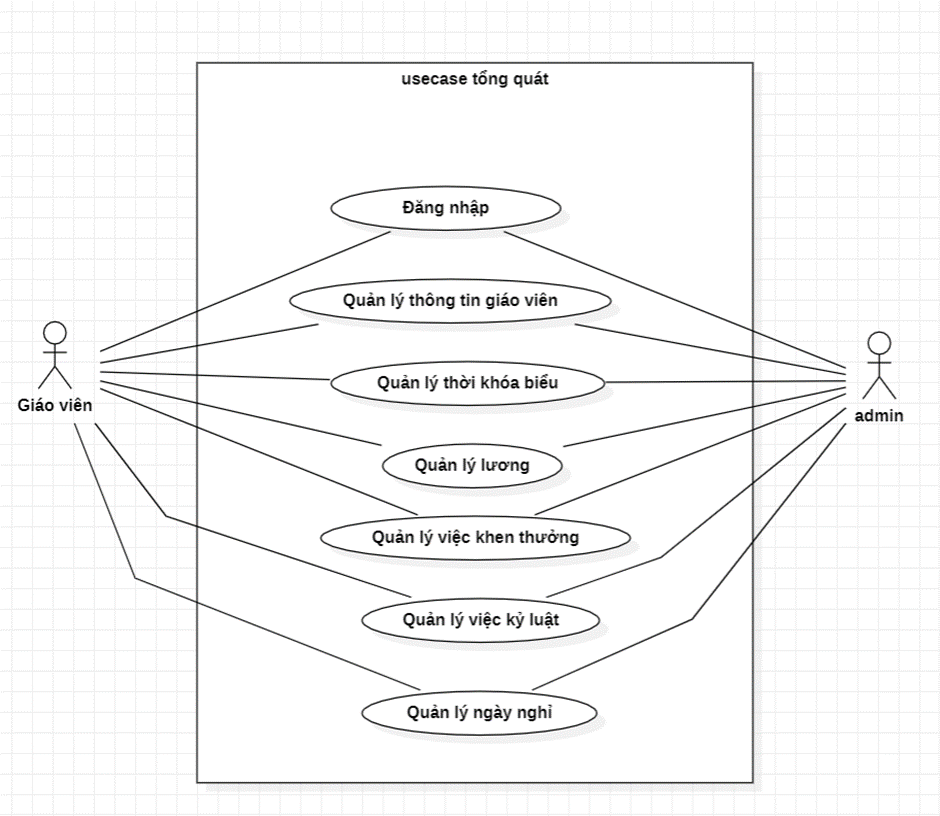 usecase tổng quát
Đăng nhập
Quản lý thông tin giáo viên
Quản lý thời khóa biểu
Giáo viên
admin
Quản lý lương
Quản lý việc khen thưởng
Quản lý việc kỷ luật
Quản lý ngày nghỉ